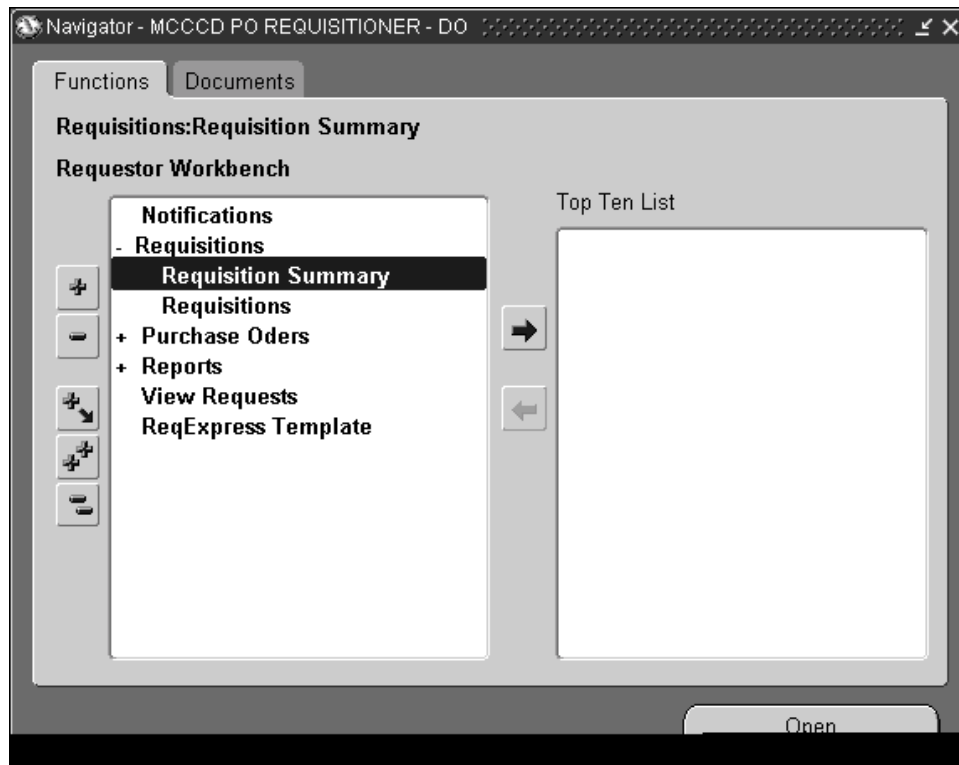 Navigator - MCCCD PO REQUISITIONER - DO
Functions
Documents
Requisitions:Requisition Summary
Requestor Workbench
Top Ten List
Notifications
- Requisitions
Requisition Summary
Requisitions
+ Purchase Oders
+ Reports
View Requests
ReqExpress Template
Open